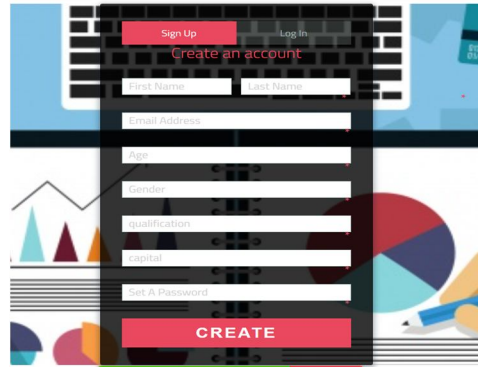 Sign Up Log In
Create an account
First Name Last Name
Email Address
Age
Gender
qualification
capital
Set A Password
CREATE